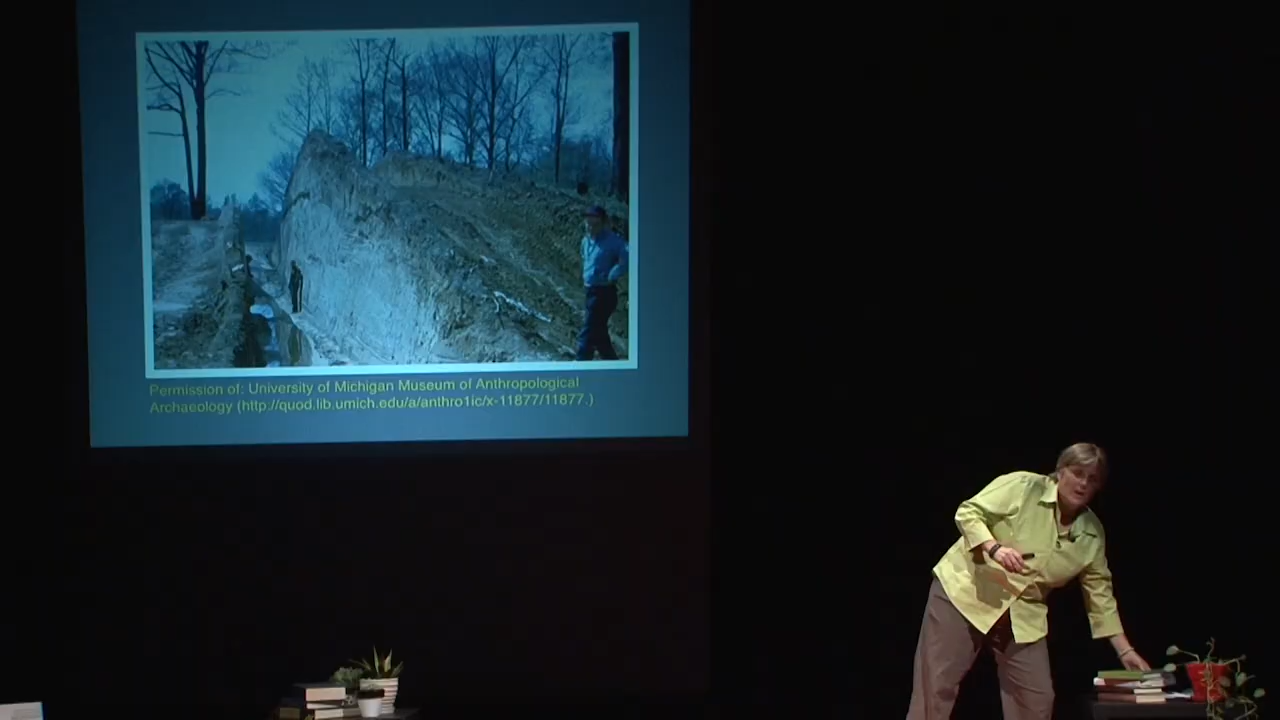 Permission of: University of Michigan Museum of Anthropological
Archaeology (http://quod.lib.umich.edu/a/anthro1ic/x-11877/11877.)